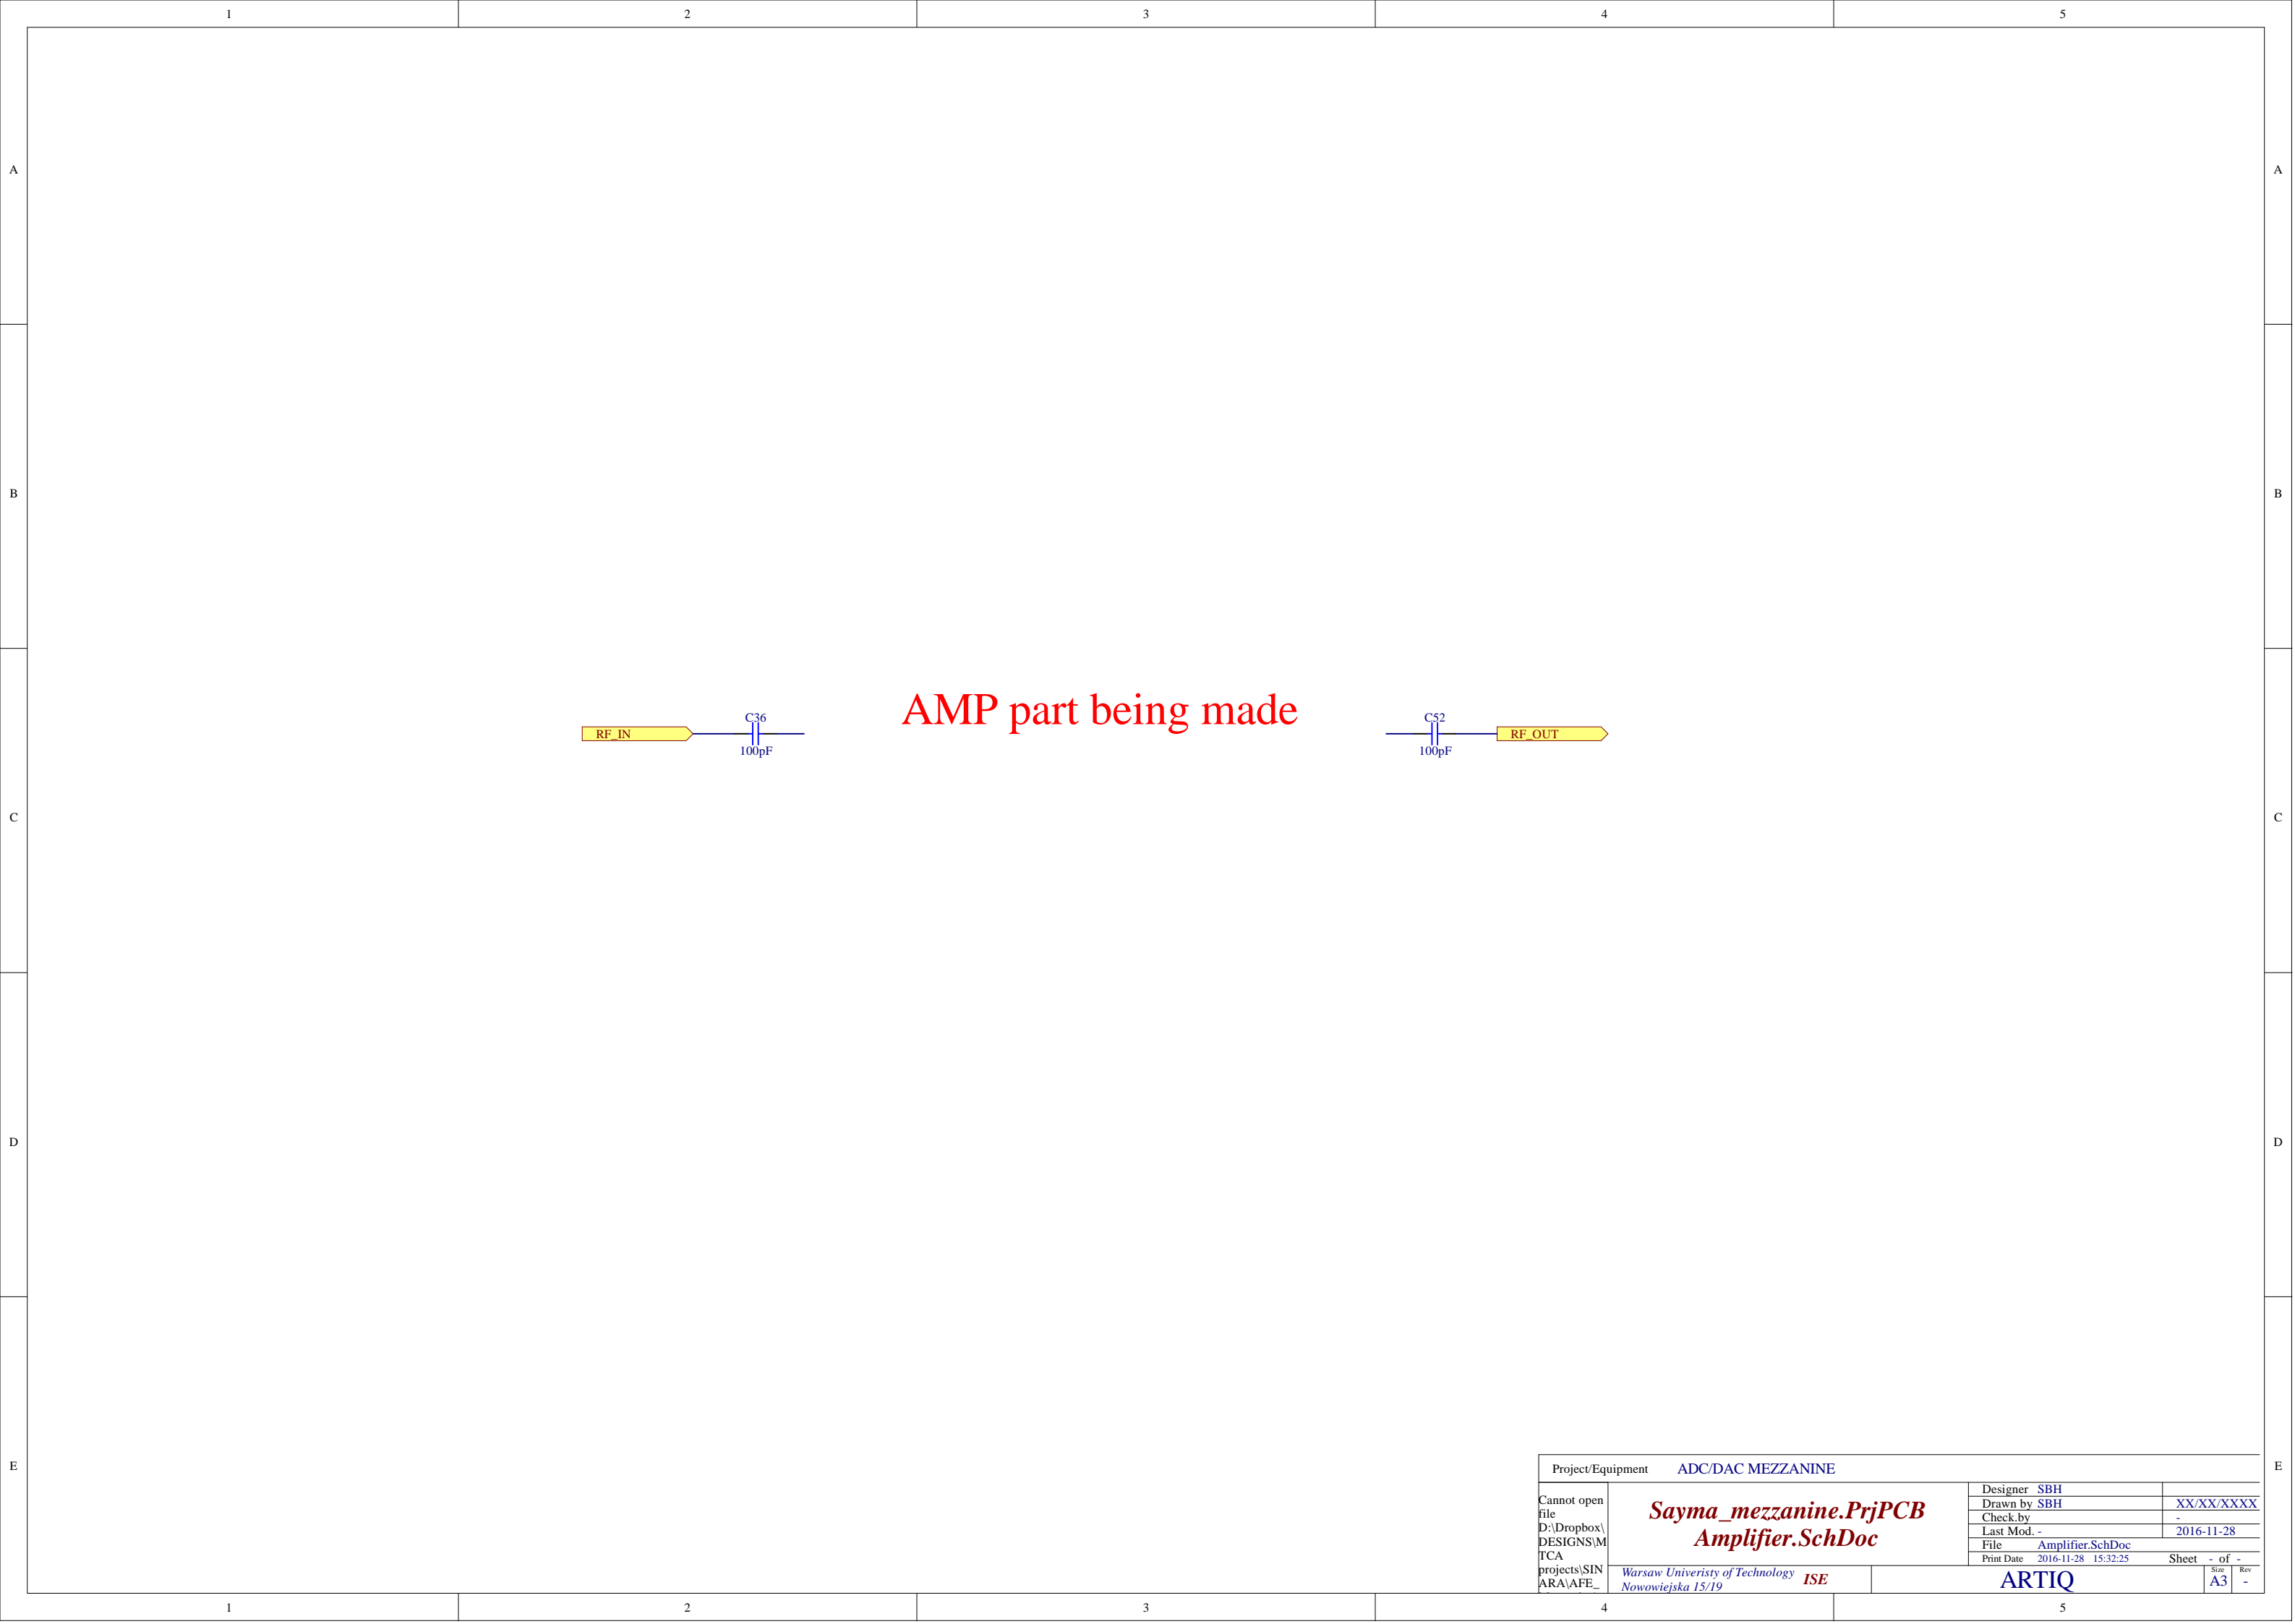 1 2 3 4 5
A A
B B
AMP part being made
C36 C52
RF_IN RF_OUT
100pF 100pF
C C
D D
E E
Project/Equipment ADC/DAC MEZZANINE
Cannot open
file
D:\Dropbox\
DESIGNS\M
TCA
projects\SIN
ARA\AFE_
Sayma_mezzanine.PrjPCB
Amplifier.SchDoc
Designer SBH
Drawn by SBH XX/XX/XXXX
Check.by -
Last Mod. - 2016-11-28
File Amplifier.SchDoc
Print Date 2016-11-28 15:32:25 Sheet - of -
Warsaw Univeristy of Technology
Nowowiejska 15/19
ISE
ARTIQ
Size Rev
A3 -
1 2 3 4 5